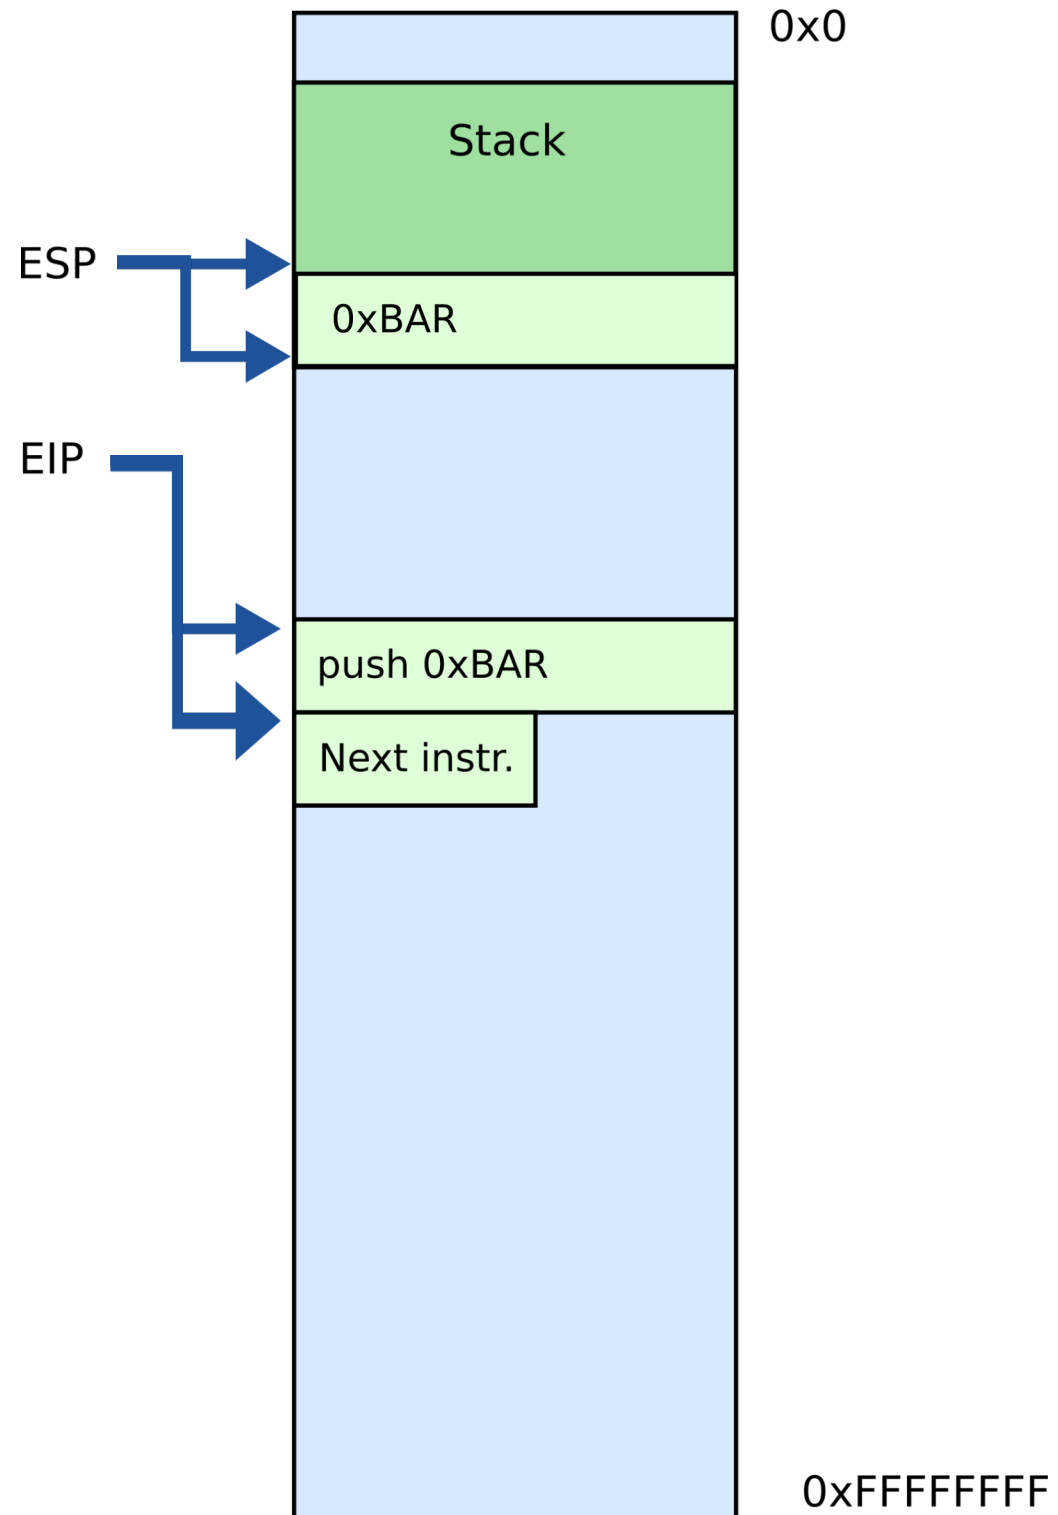 0x0
Stack
ESP
0xBAR
EIP
push 0xBAR
Next instr.
0xFFFFFFFF